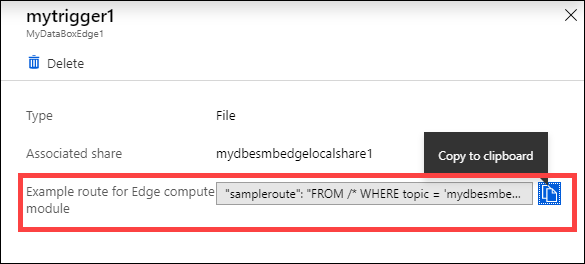 mytrigger1
MyDataBoxEdge1
Delete
Type File
Associated share mydbesmbedgelocalshare1
Copy to clipboard
Example route for Edge compute module
"sampleroute": "FROM /* WHERE topic = 'mydbesmbe...